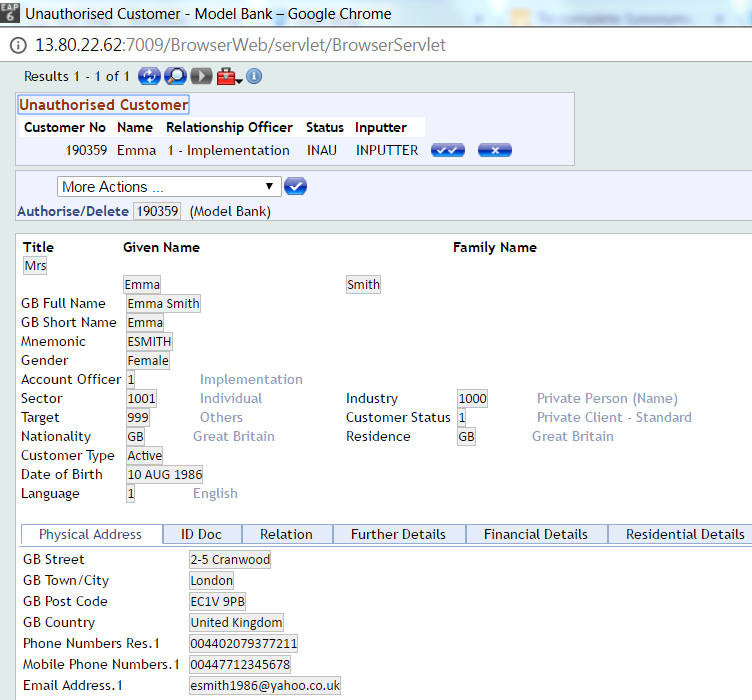 EAP 6 Unauthorised Customer - Model Bank – Google Chrome
13.80.22.62:7009/BrowserWeb/servlet/BrowserServlet
Results 1 - 1 of 1
Unauthorised Customer
Customer No Name Relationship Officer Status Inputter
190359 Emma 1 - Implementation INAU INPUTTER
More Actions ...
Authorise/Delete 190359 (Model Bank)
Title Given Name Family Name
Mrs
Emma Smith
GB Full Name Emma Smith
GB Short Name Emma
Mnemonic ESMITH
Gender Female
Account Officer 1 Implementation
Sector 1001 Individual Industry 1000 Private Person (Name)
Target 999 Others Customer Status 1 Private Client - Standard
Nationality GB Great Britain Residence GB Great Britain
Customer Type Active
Date of Birth 10 AUG 1986
Language 1 English
Physical Address ID Doc Relation Further Details Financial Details Residential Details
GB Street 2-5 Cranwood
GB Town/City London
GB Post Code EC1V 9PB
GB Country United Kingdom
Phone Numbers Res.1 004402079377211
Mobile Phone Numbers.1 00447712345678
Email Address.1 esmith1986@yahoo.co.uk